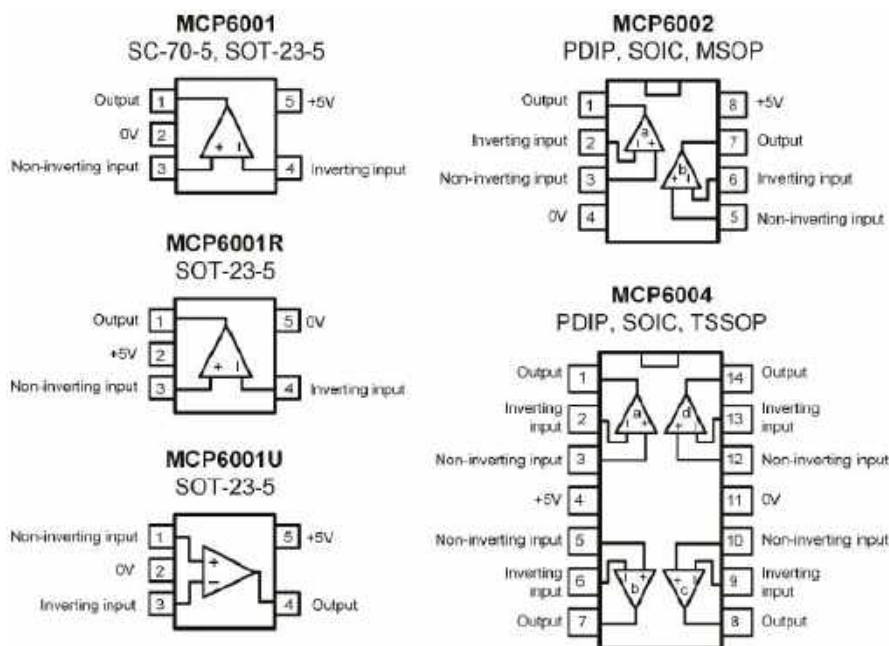 MCP6001
SC-70-5, SOT-23-5
Output 1
5 +5V
0V 2
Non-inverting input 3
4 Inverting input
+ -
MCP6001R
SOT-23-5
Output 1
5 0V
+5V 2
Non-inverting input 3
4 Inverting input
+ -
MCP6001U
SOT-23-5
Non-inverting input 1
5 +5V
0V 2
Inverting input 3
4 Output
+
-
MCP6002
PDIP, SOIC, MSOP
Output 1
8 +5V
Inverting input 2
7 Output
Non-inverting input 3
6 Inverting input
0V 4
5 Non-inverting input
a
- +
b
+ -
MCP6004
PDIP, SOIC, TSSOP
Output 1
14 Output
Inverting
input 2
13 Inverting
input
Non-inverting input 3
12 Non-inverting input
+5V 4
11 0V
Non-inverting input 5
10 Non-inverting input
Inverting
input 6
9 Inverting
input
Output 7
8 Output
a
- +
d
+ -
- +
b
+ -
c